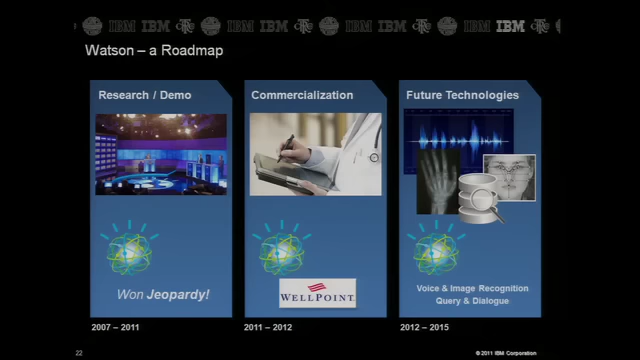 IBM IBM IBM IBM IBM
Watson – a Roadmap
Research / Demo
Won Jeopardy!
2007 – 2011
Commercialization
WELLPOINT.
2011 – 2012
Future Technologies
Voice & Image Recognition
Query & Dialogue
2012 – 2015
22
© 2011 IBM Corporation